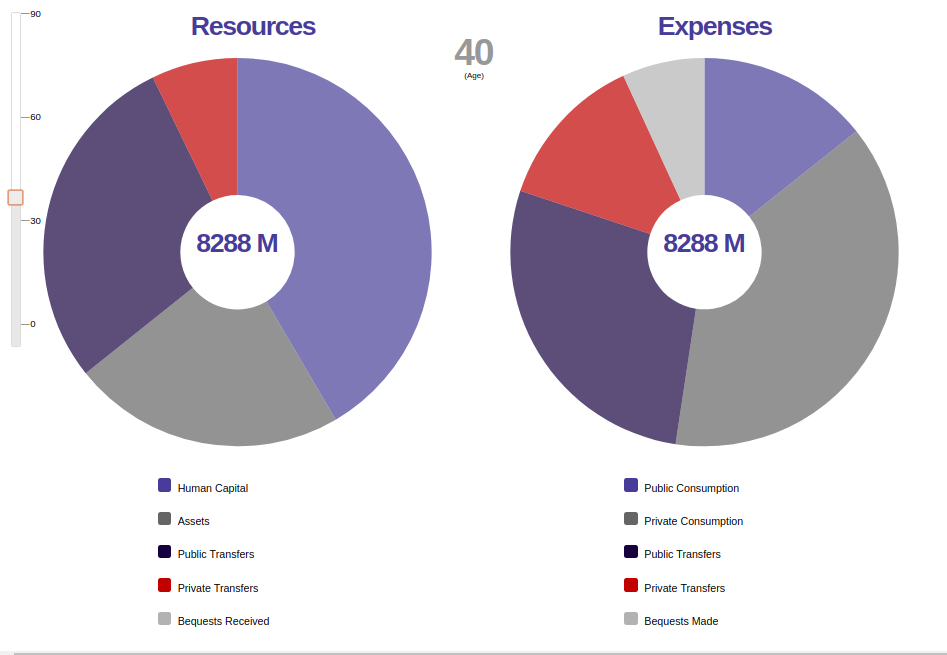 90
60
30
0
Resources
8288 M
Human Capital
Assets
Public Transfers
Private Transfers
Bequests Received
40
(Age)
Expenses
8288 M
Public Consumption
Private Consumption
Public Transfers
Private Transfers
Bequests Made